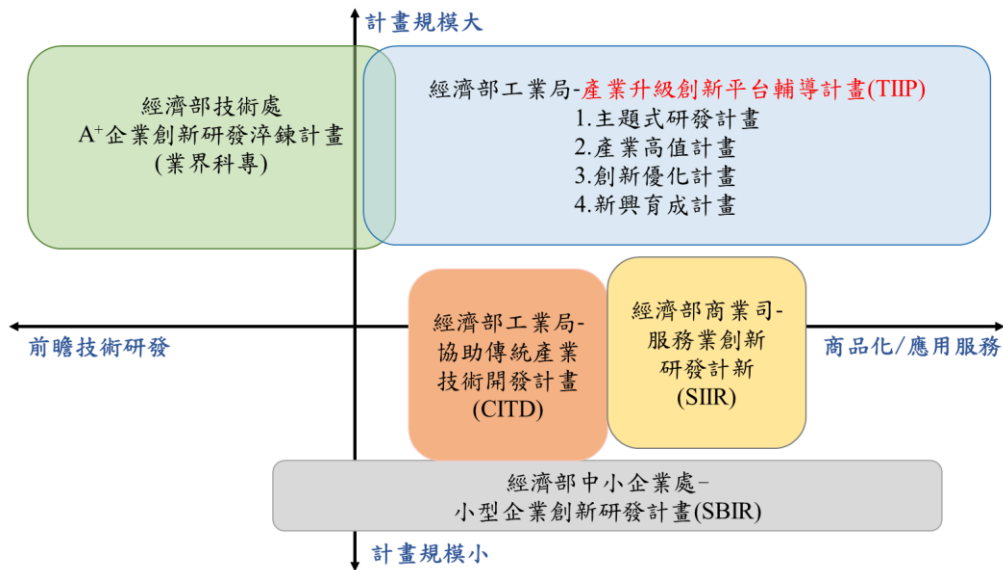 計畫規模大
經濟部技術處
A⁺企業創新研發淬鍊計畫
(業界科專)
經濟部工業局-產業升級創新平台輔導計畫(TIIP)
1.主題式研發計畫
2.產業高值計畫
3.創新優化計畫
4.新興育成計畫
前瞻技術研發
經濟部工業局-
協助傳統產業
技術開發計畫
(CITD)
經濟部商業司-
服務業創新
研發計新
(SIIR)
商品化/應用服務
經濟部中小企業處-
小型企業創新研發計畫(SBIR)
計畫規模小